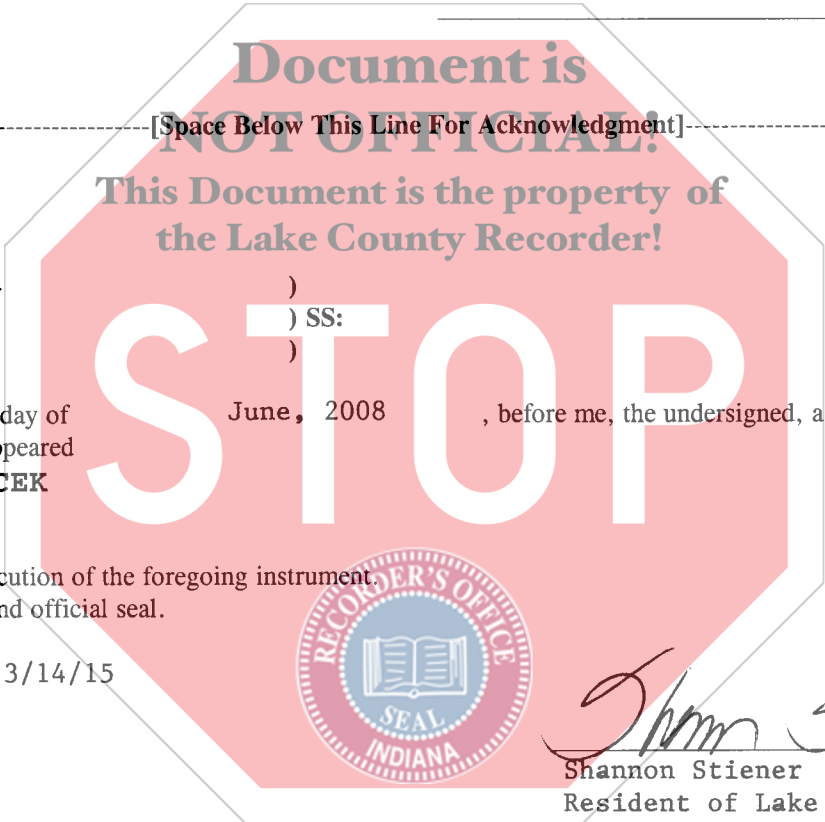 Document is
NOT OFFICIAL!
[Space Below This Line For Acknowledgment]
This Document is the property of
the Lake County Recorder!
)
) SS:
)
STOP
day of June, 2008 , before me, the undersigned, a
ppeared
CEK
cution of the foregoing instrument.
nd official seal.
RECORDER'S OFFICE
SEAL
INDIANA
3/14/15
Shannon Stiener
Resident of Lake